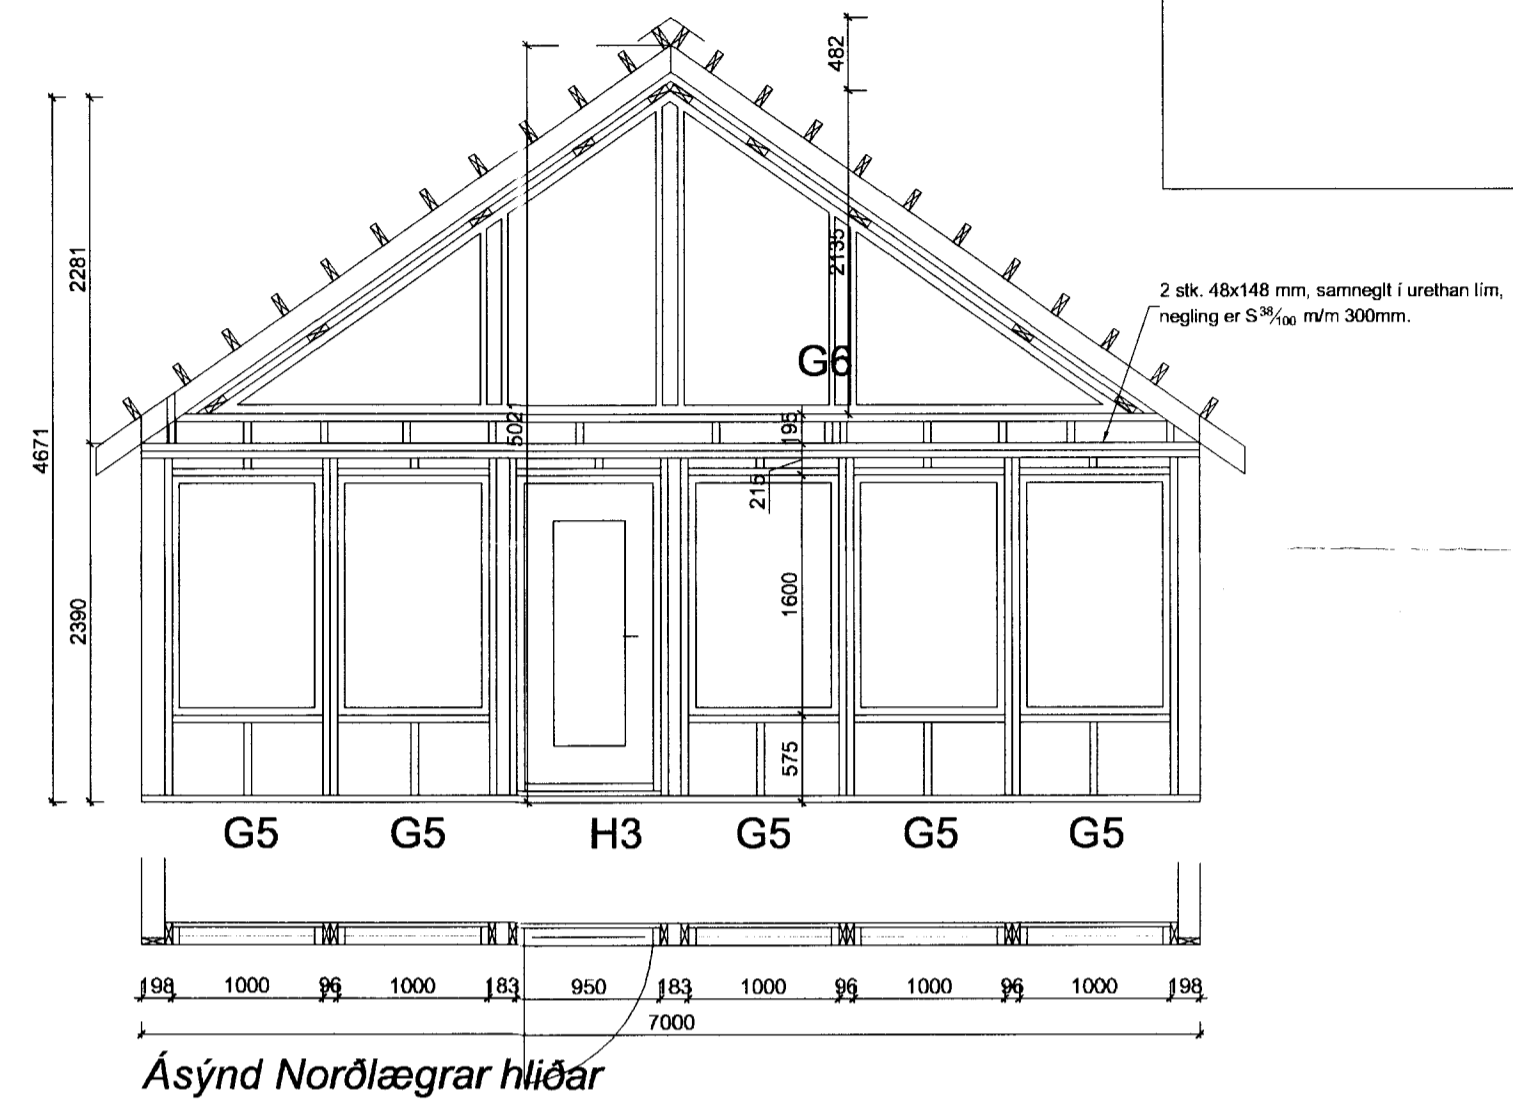 482
2281
4671
2135
2 stk. 48x148 mm, samneglt í urethan lím,
negling er S 38/100 m/m 300mm.
G6
5021
195
215
2390
1600
575
G5 G5 H3 G5 G5 G5
198 1000 96 1000 183 950 183 1000 96 1000 96 1000 198
7000
Ásýnd Norðlægrar hliðar